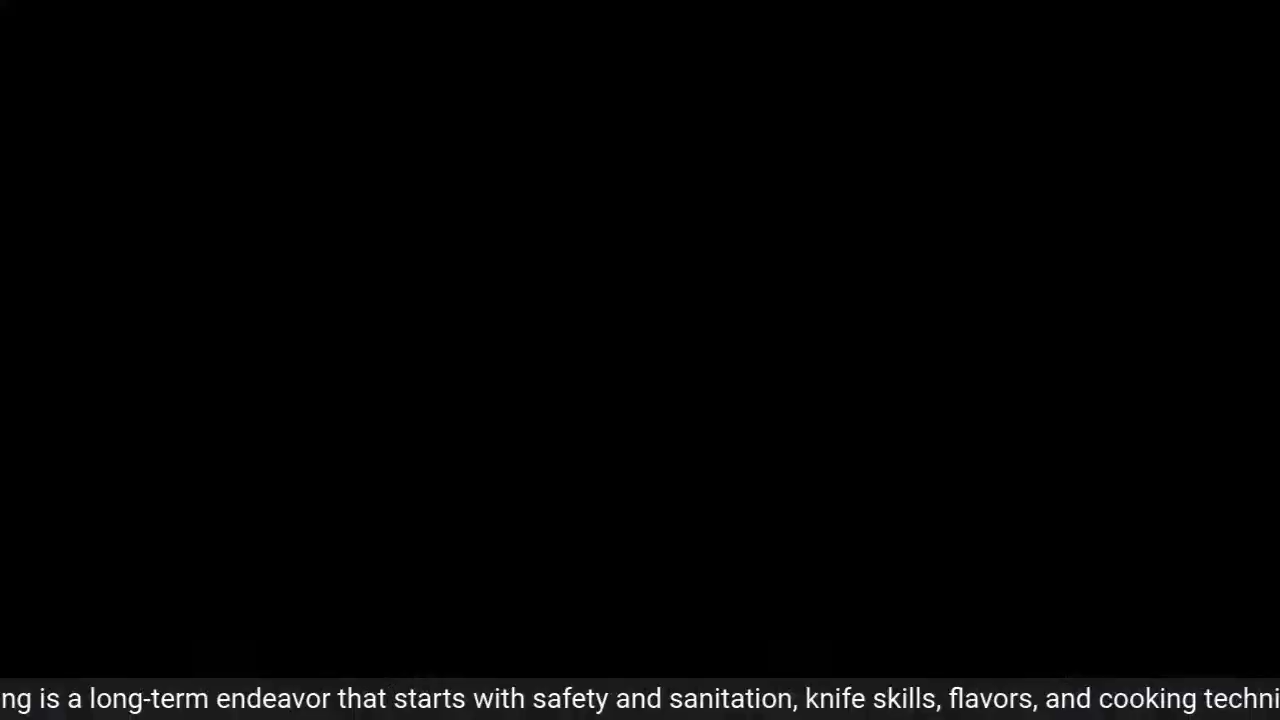 ng is a long-term endeavor that starts with safety and sanitation, knife skills, flavors, and cooking techni